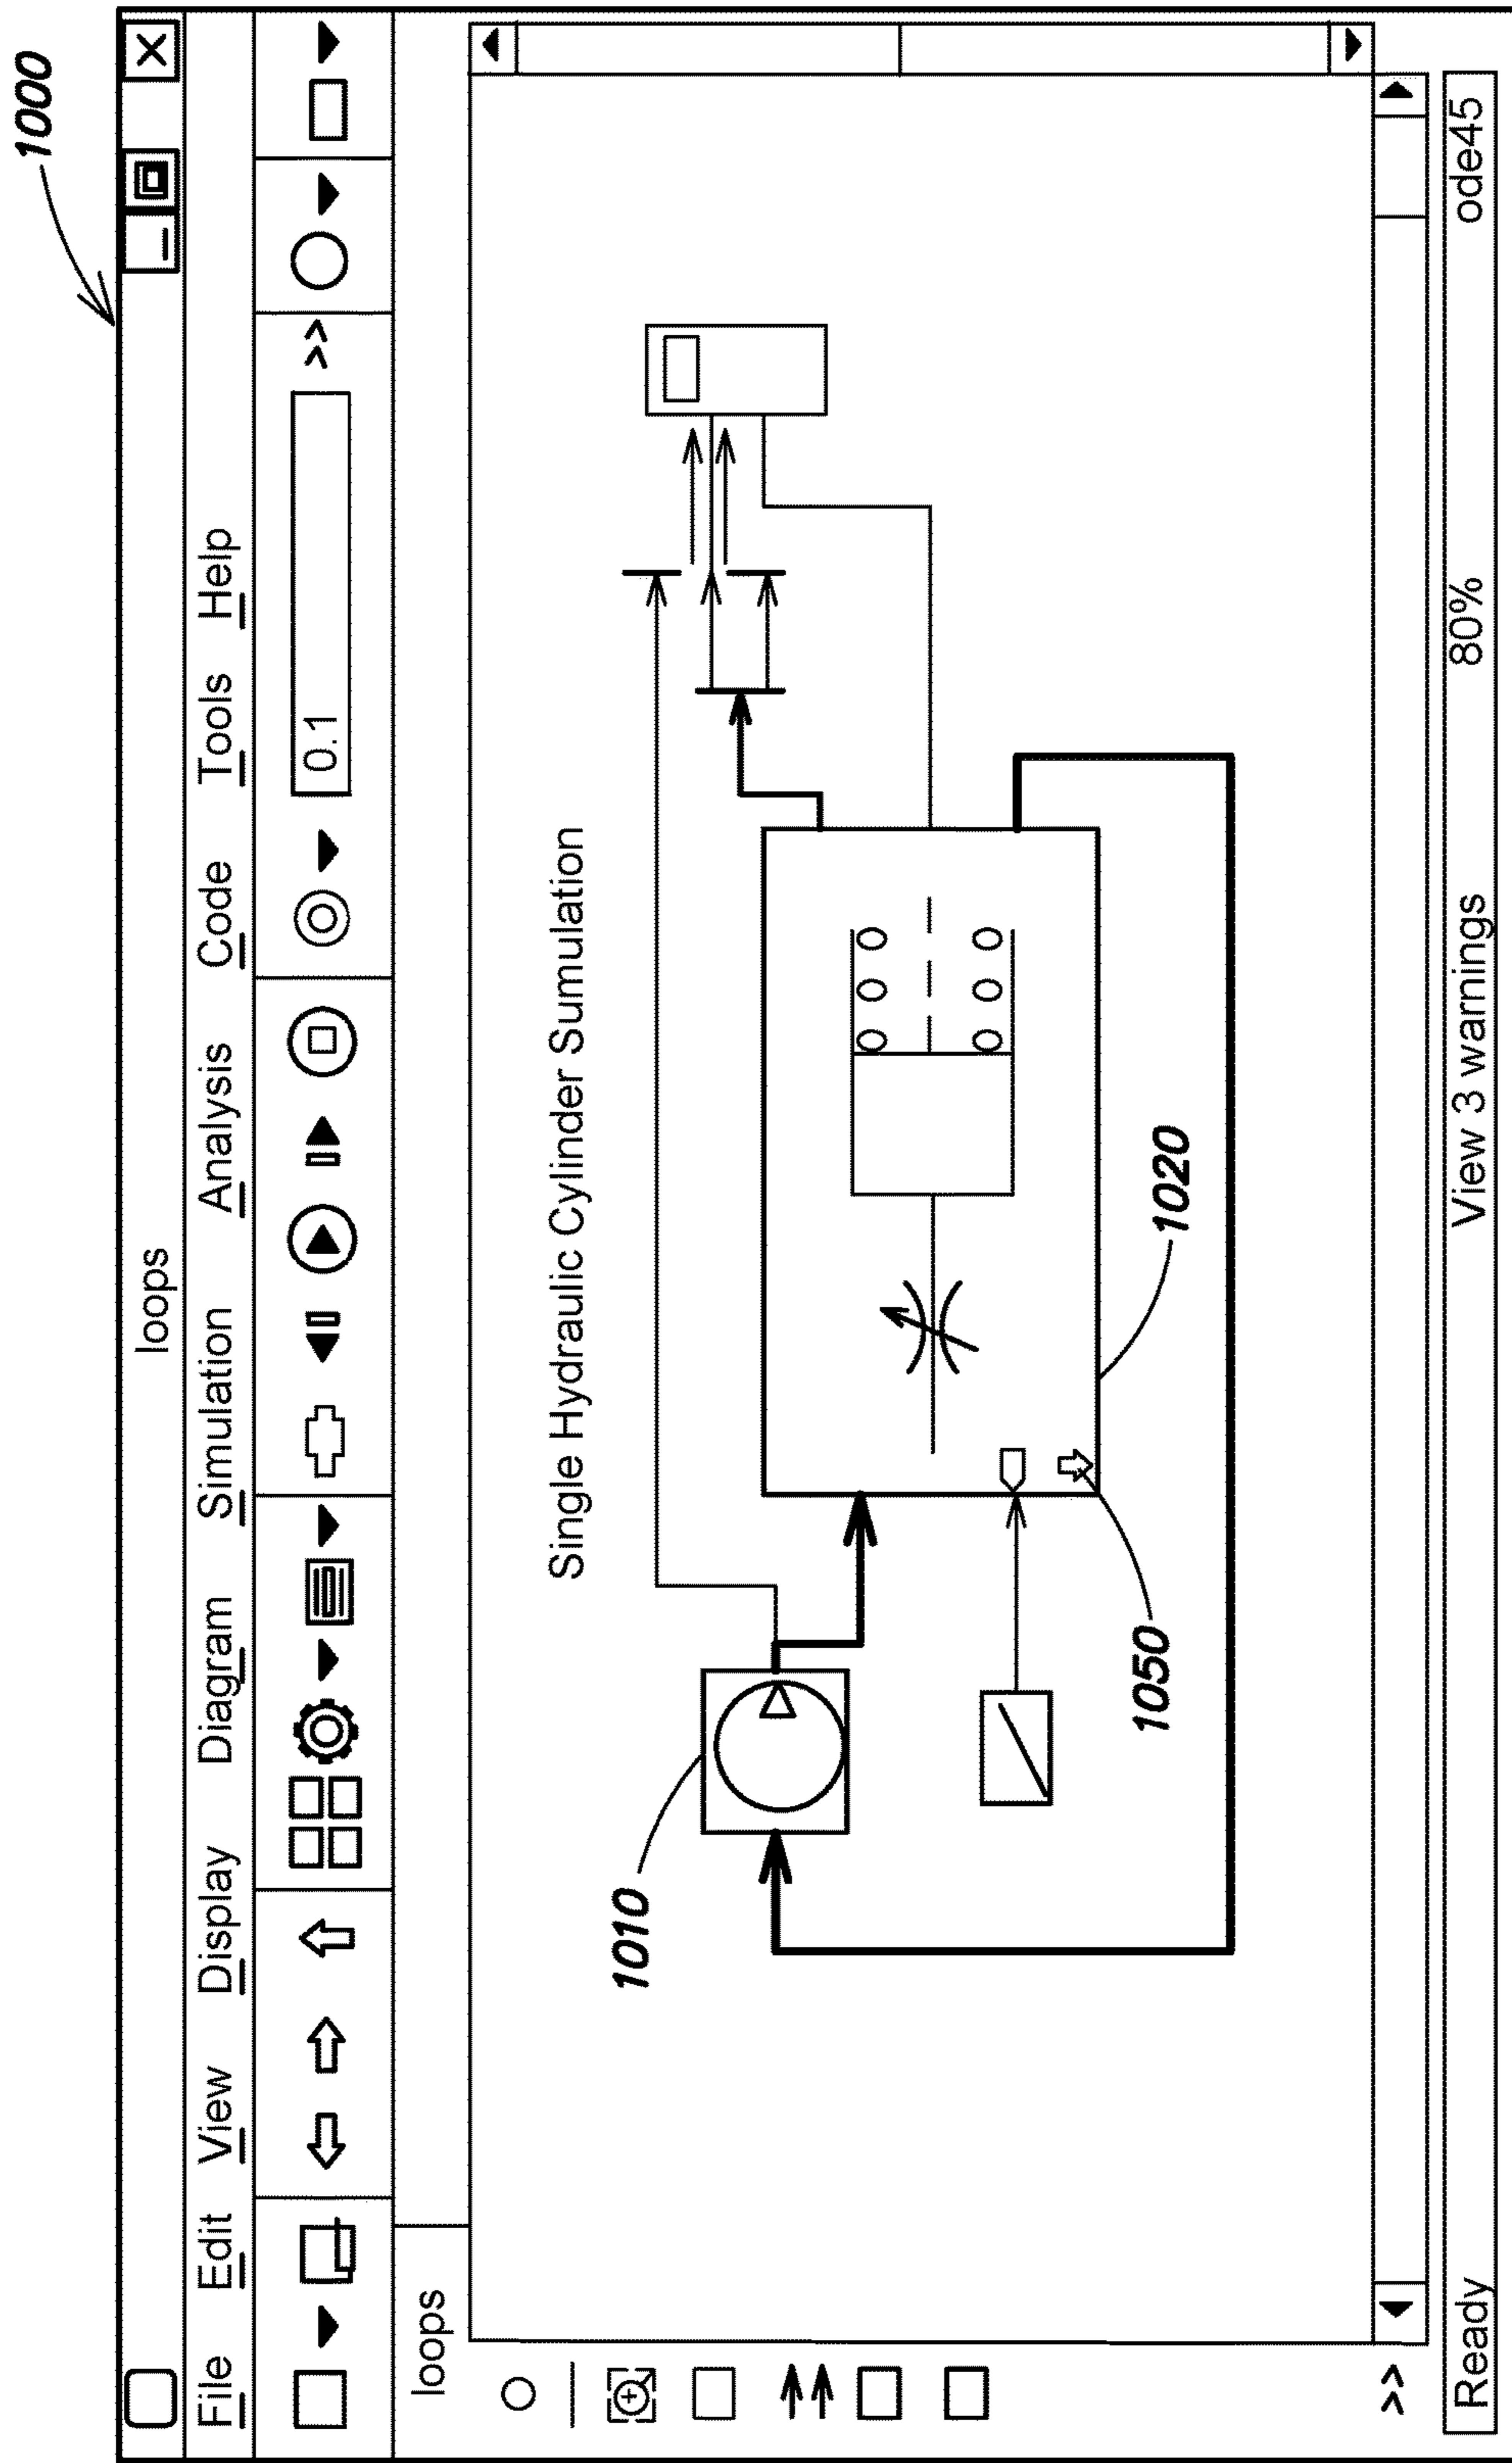 1000
loops
File Edit View Display Diagram Simulation Analysis Code Tools Help
0.1 >>
loops
Single Hydraulic Cylinder Sumulation
1010
1050
1020
>>
Ready View 3 warnings 80% ode45